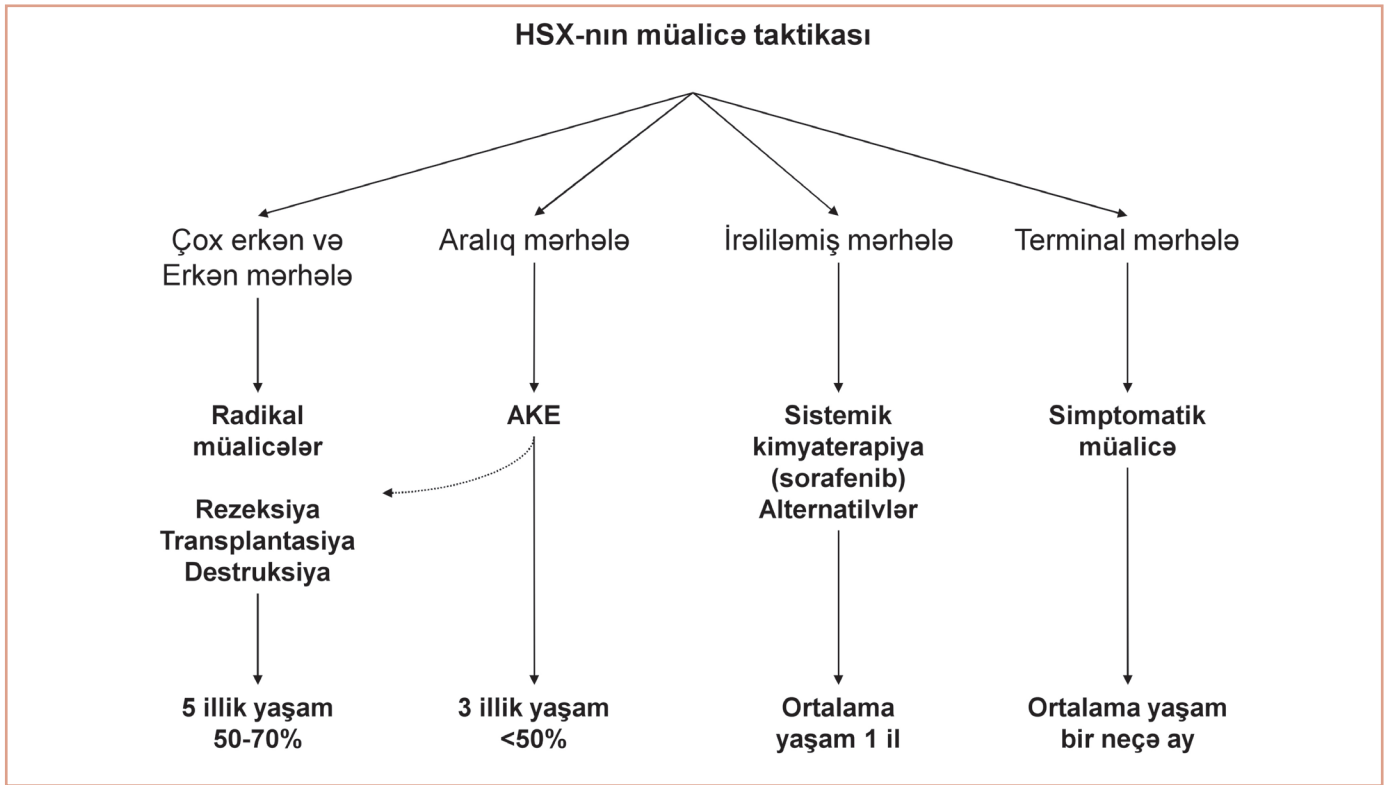 HSX-nın müalicə taktikası
Çox erkən və
Erkən mərhələ
Aralıq mərhələ
İrəliləmiş mərhələ
Terminal mərhələ
Radikal
müalicələr
Rezeksiya
Transplantasiya
Destruksiya
AKE
Sistemik
kimyaterapiya
(sorafenib)
Alternatilvlər
Simptomatik
müalicə
5 illik yaşam
50-70%
3 illik yaşam
<50%
Ortalama
yaşam 1 il
Ortalama yaşam
bir neçə ay